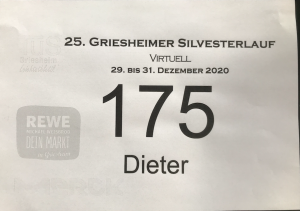 25. GRIESHEIMER SILVESTERLAUF
VIRTUELL
29. BIS 31. DEZEMBER 2020
175
REWE
DEIN MARKT
Dieter